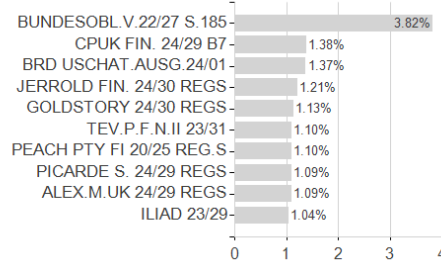 BUNDESOBL.V.22/27 S.185 3.82%
CPUK FIN. 24/29 B7 1.38%
BRD USCHAT.AUSG.24/01 1.37%
JERROLD FIN. 24/30 REGS 1.21%
GOLDSTORY 24/30 REGS 1.13%
TEV.P.F.N.II 23/31 1.10%
PEACH PTY FI 20/25 REG.S 1.10%
PICARDE S. 24/29 REGS 1.09%
ALEX.M.UK 24/29 REGS 1.09%
ILIAD 23/29 1.04%
0 1 2 3 4